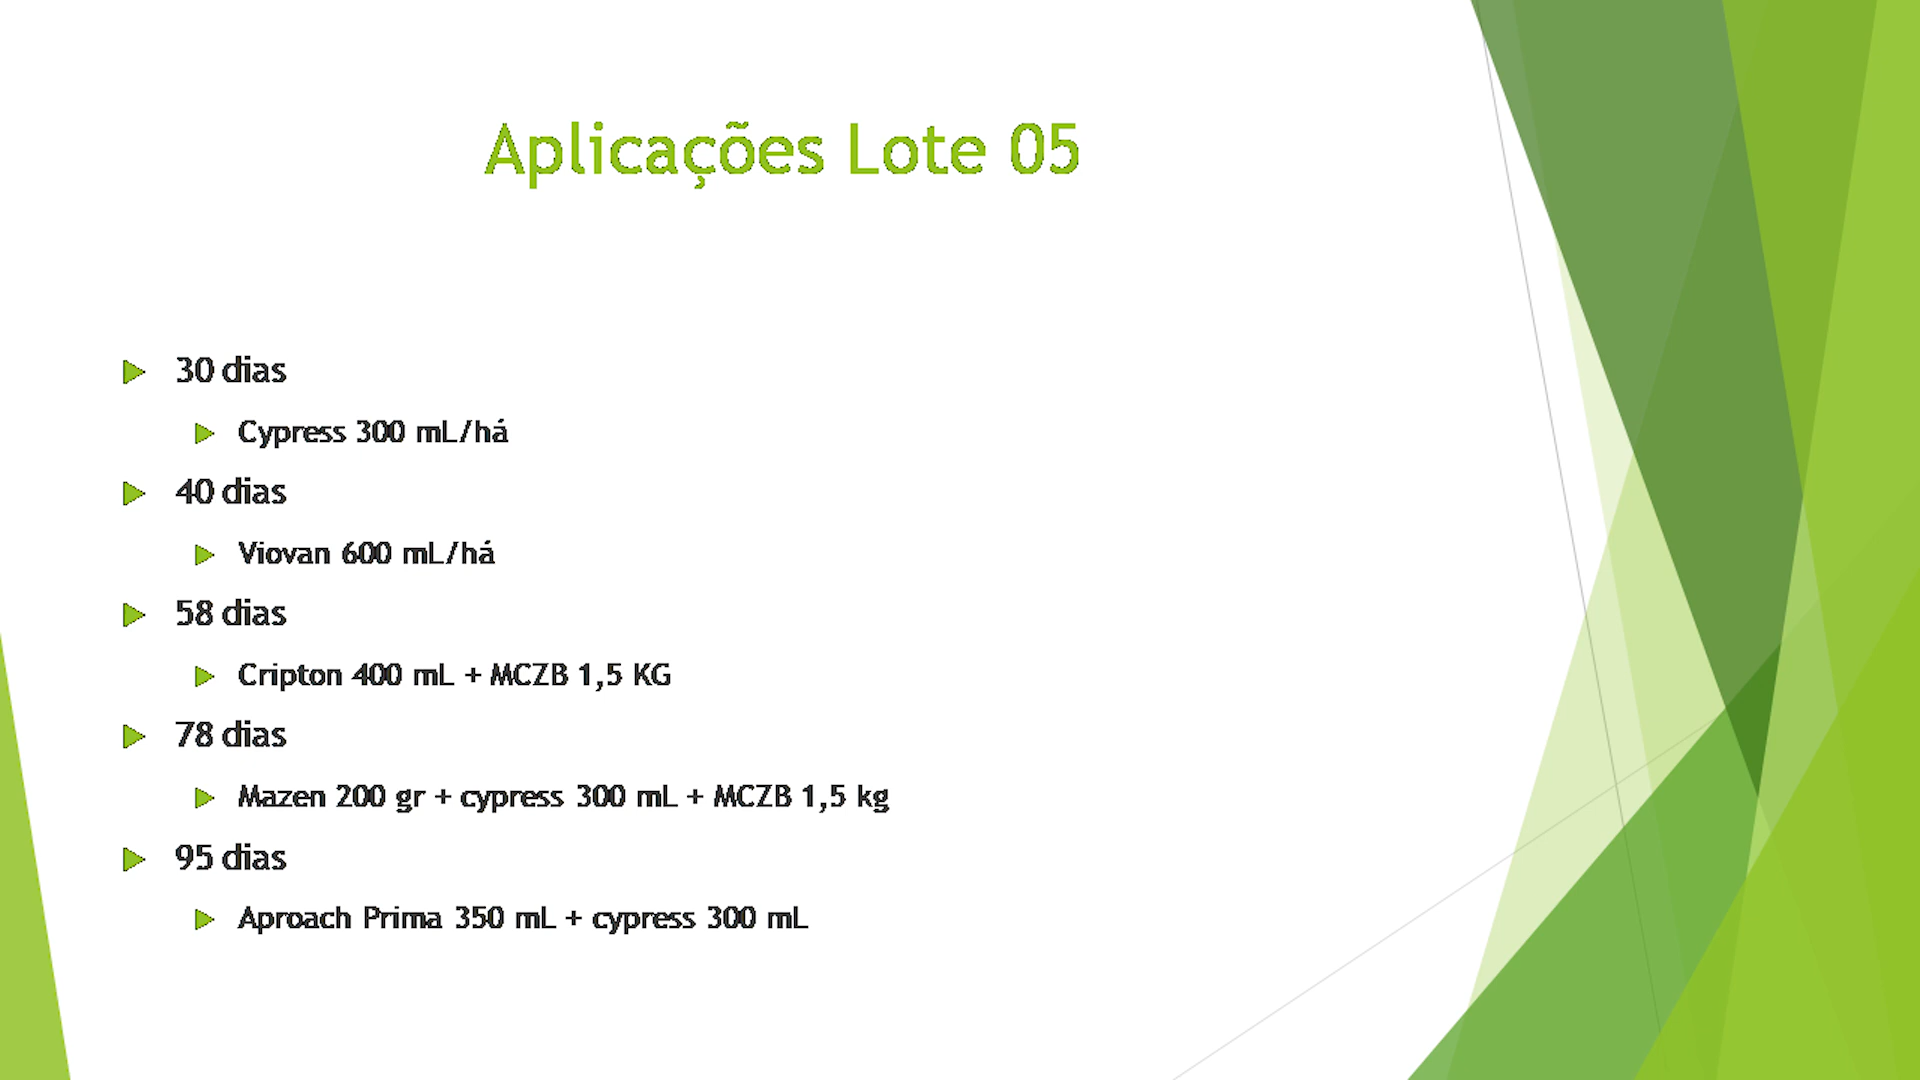 Aplicações Lote 05
30 dias
Cypress 300 mL/há
40 dias
Viovan 600 mL/há
58 dias
Cripton 400 mL + MCZB 1,5 KG
78 dias
Mazen 200 gr + cypress 300 mL + MCZB 1,5 kg
95 dias
Aproach Prima 350 mL + cypress 300 mL